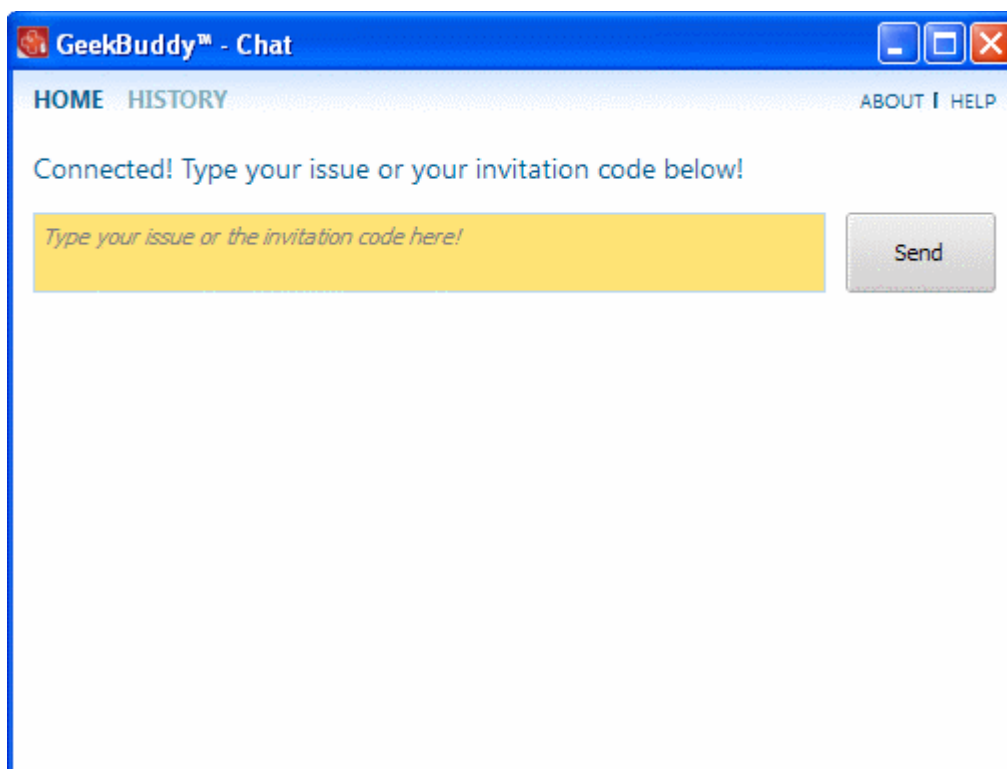 GeekBuddy™ - Chat
HOME HISTORY ABOUT | HELP
Connected! Type your issue or your invitation code below!
Type your issue or the invitation code here!
Send